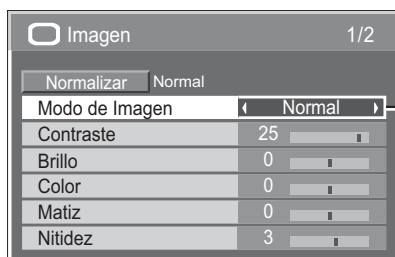 Imagen 1/2
Normalizar Normal
Modo de Imagen Normal
Contraste 25
Brillo 0
Color 0
Matiz 0
Nitidez 3